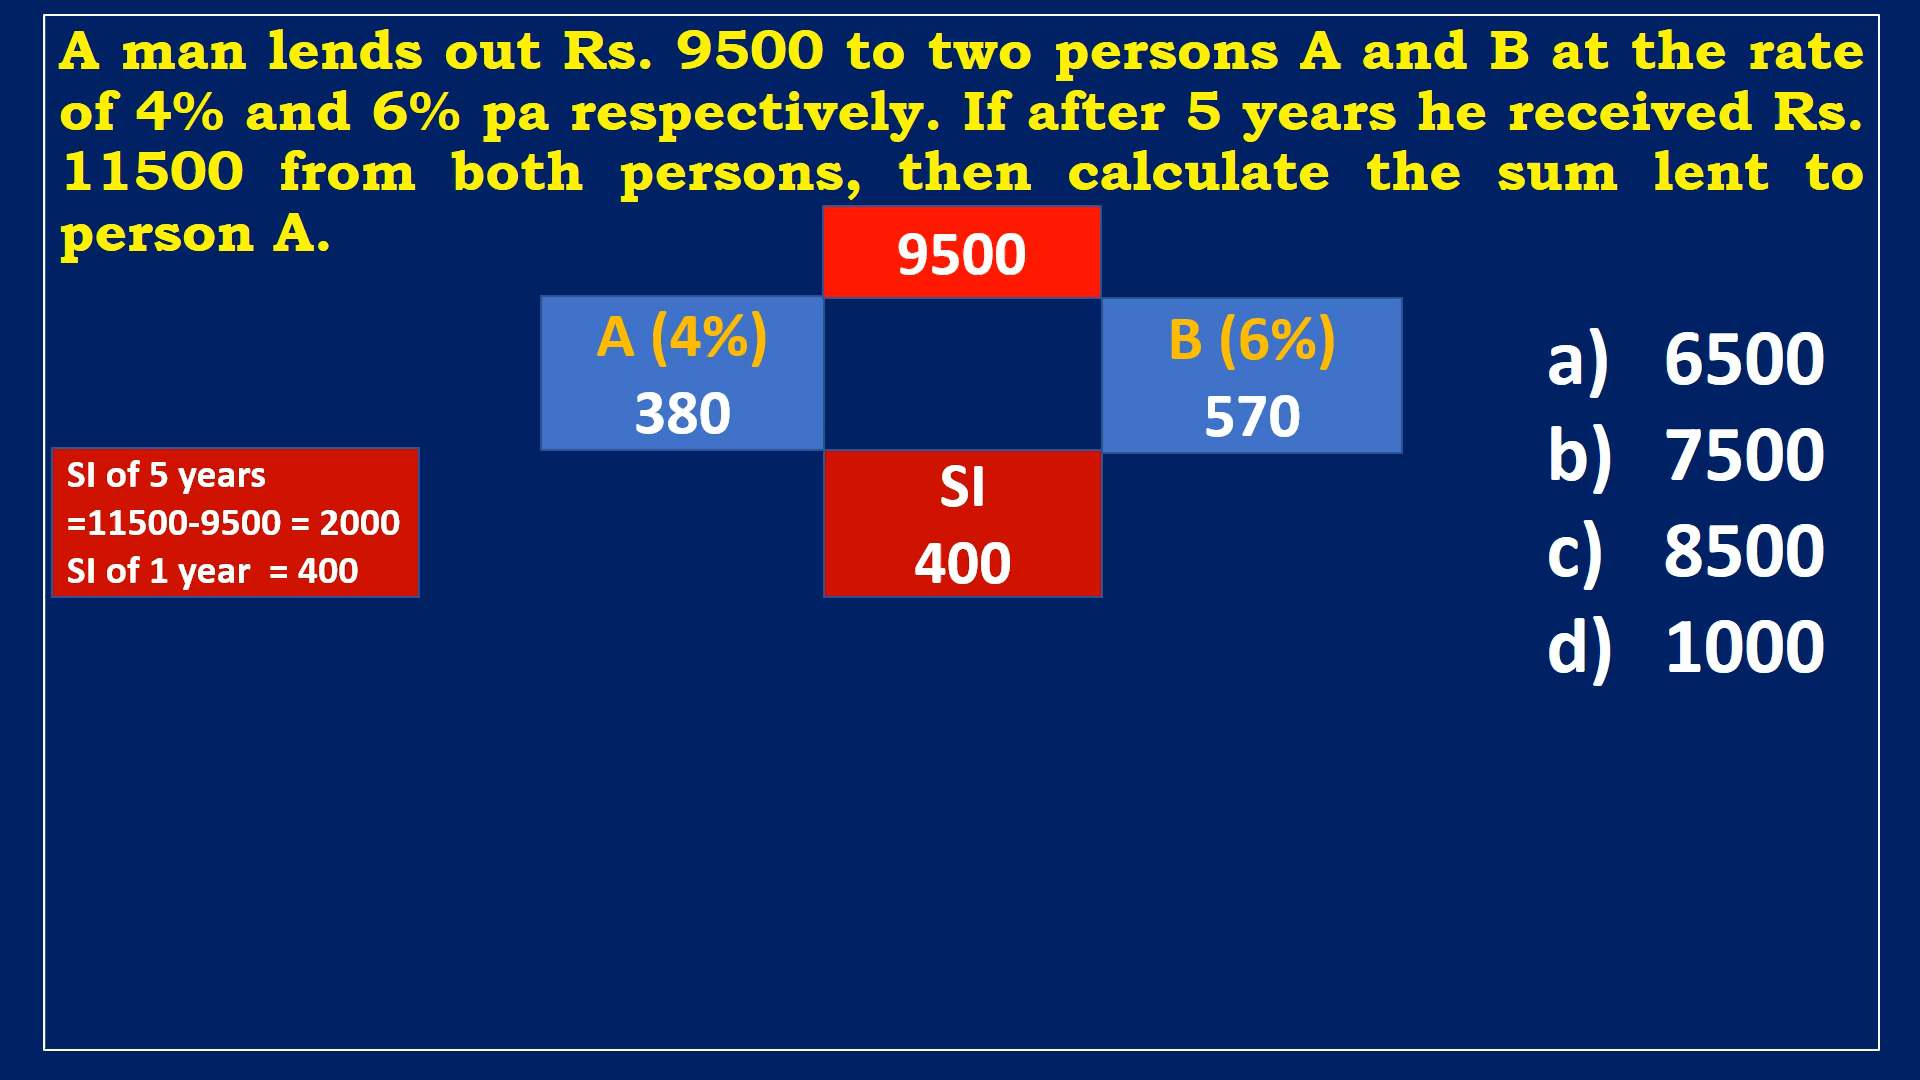 A man lends out Rs. 9500 to two persons A and B at the rate
of 4% and 6% pa respectively. If after 5 years he received Rs.
11500 from both persons, then calculate the sum lent to
person A.
9500
A (4%)
380
B (6%)
570
SI of 5 years
=11500-9500 = 2000
SI of 1 year = 400
SI
400
a) 6500
b) 7500
c) 8500
d) 1000